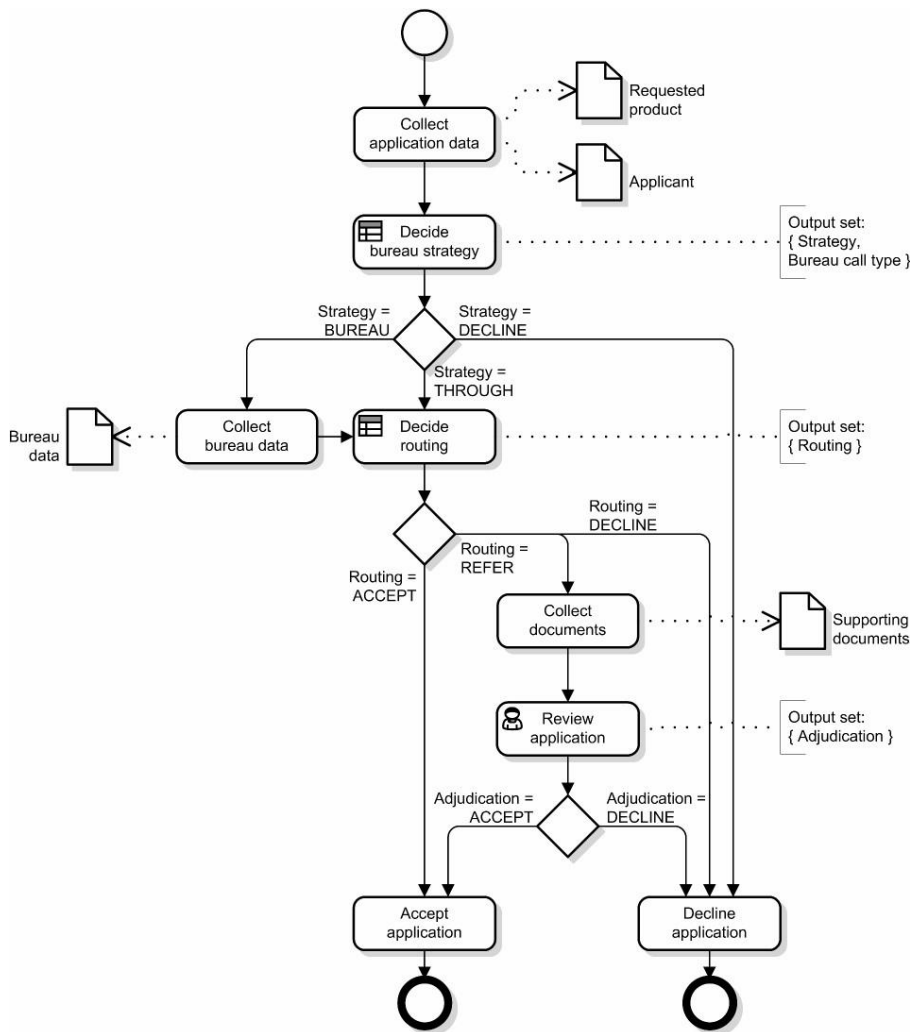 Requested
product
Collect
application data
Applicant
Decide
bureau strategy
Output set:
{ Strategy,
Bureau call type }
Strategy =
BUREAU
Strategy =
DECLINE
Strategy =
THROUGH
Bureau
data
Collect
bureau data
Decide
routing
Output set:
{ Routing }
Routing =
DECLINE
Routing =
REFER
Routing =
ACCEPT
Collect
documents
Supporting
documents
Review
application
Output set:
{ Adjudication }
Adjudication =
ACCEPT
Adjudication =
DECLINE
Accept
application
Decline
application